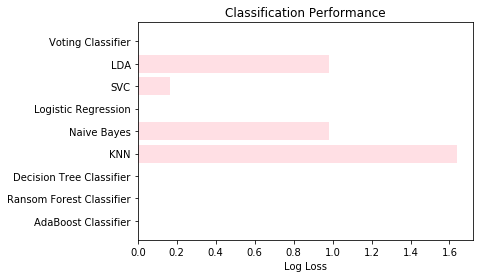 Classification Performance
Voting Classifier
LDA
SVC
Logistic Regression
Naive Bayes
KNN
Decision Tree Classifier
Ransom Forest Classifier
AdaBoost Classifier
0.0 0.2 0.4 0.6 0.8 1.0 1.2 1.4 1.6
Log Loss